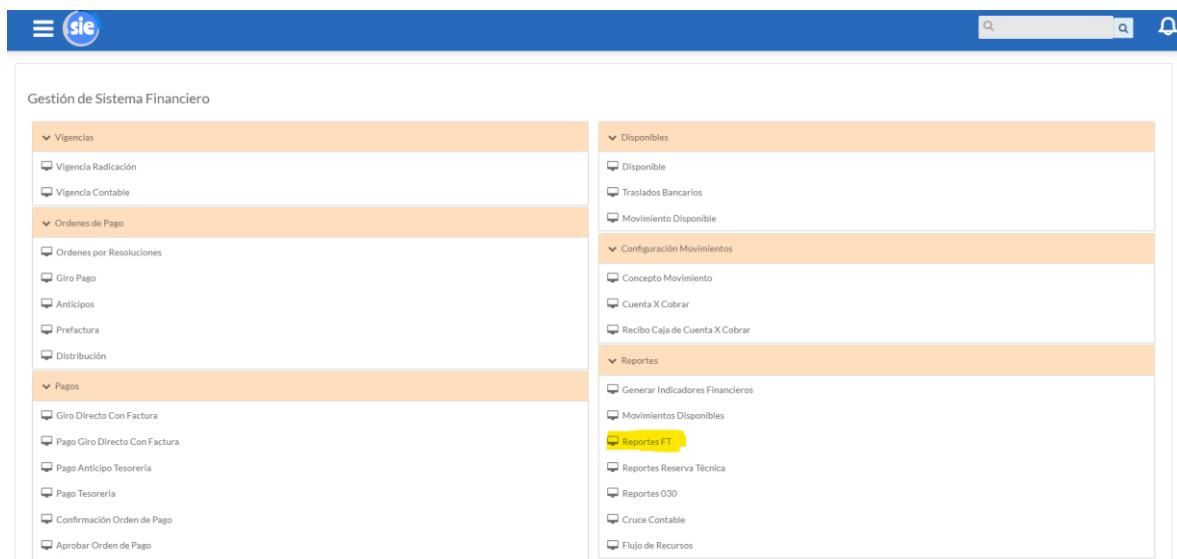 sie
Gestión de Sistema Financiero
Vigencias
Vigencia Radicación
Vigencia Contable
Ordenes de Pago
Ordenes por Resoluciones
Giro Pago
Anticipos
Prefactura
Distribución
Pagos
Giro Directo Con Factura
Pago Giro Directo Con Factura
Pago Anticipo Tesorería
Pago Tesorería
Confirmación Orden de Pago
Aprobar Orden de Pago
Disponibles
Disponible
Traslados Bancarios
Movimiento Disponible
Configuración Movimientos
Concepto Movimiento
Cuenta X Cobrar
Recibo Caja de Cuenta X Cobrar
Reportes
Generar Indicadores Financieros
Movimientos Disponibles
Reportes FT
Reportes Reserva Técnica
Reportes 030
Cruce Contable
Flujo de Recursos